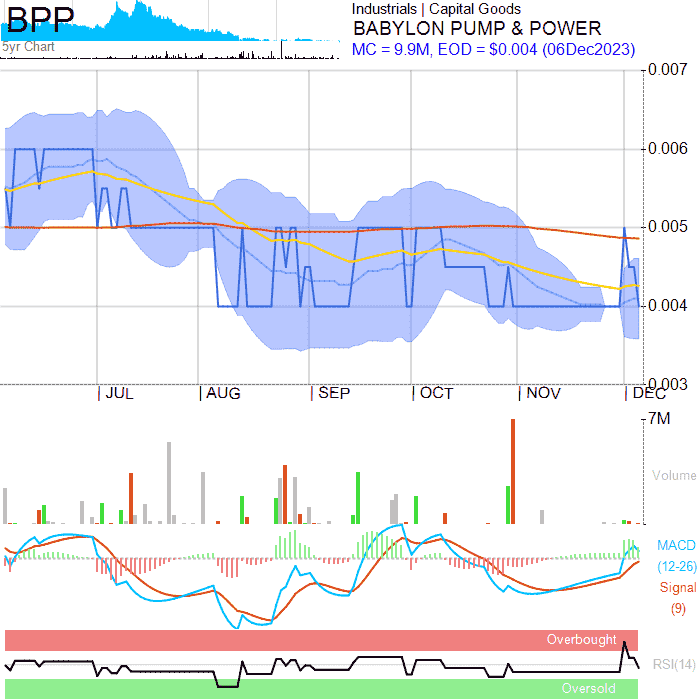 BPP
5yr Chart
Industrials | Capital Goods
BABYLON PUMP & POWER
MC = 9.9M, EOD = $0.004 (06Dec2023)
0.007
0.006
0.005
0.004
0.003
JUL AUG SEP OCT NOV DEC
7M
Volume
MACD
(12-26)
Signal
(9)
Overbought
RSI(14)
Oversold